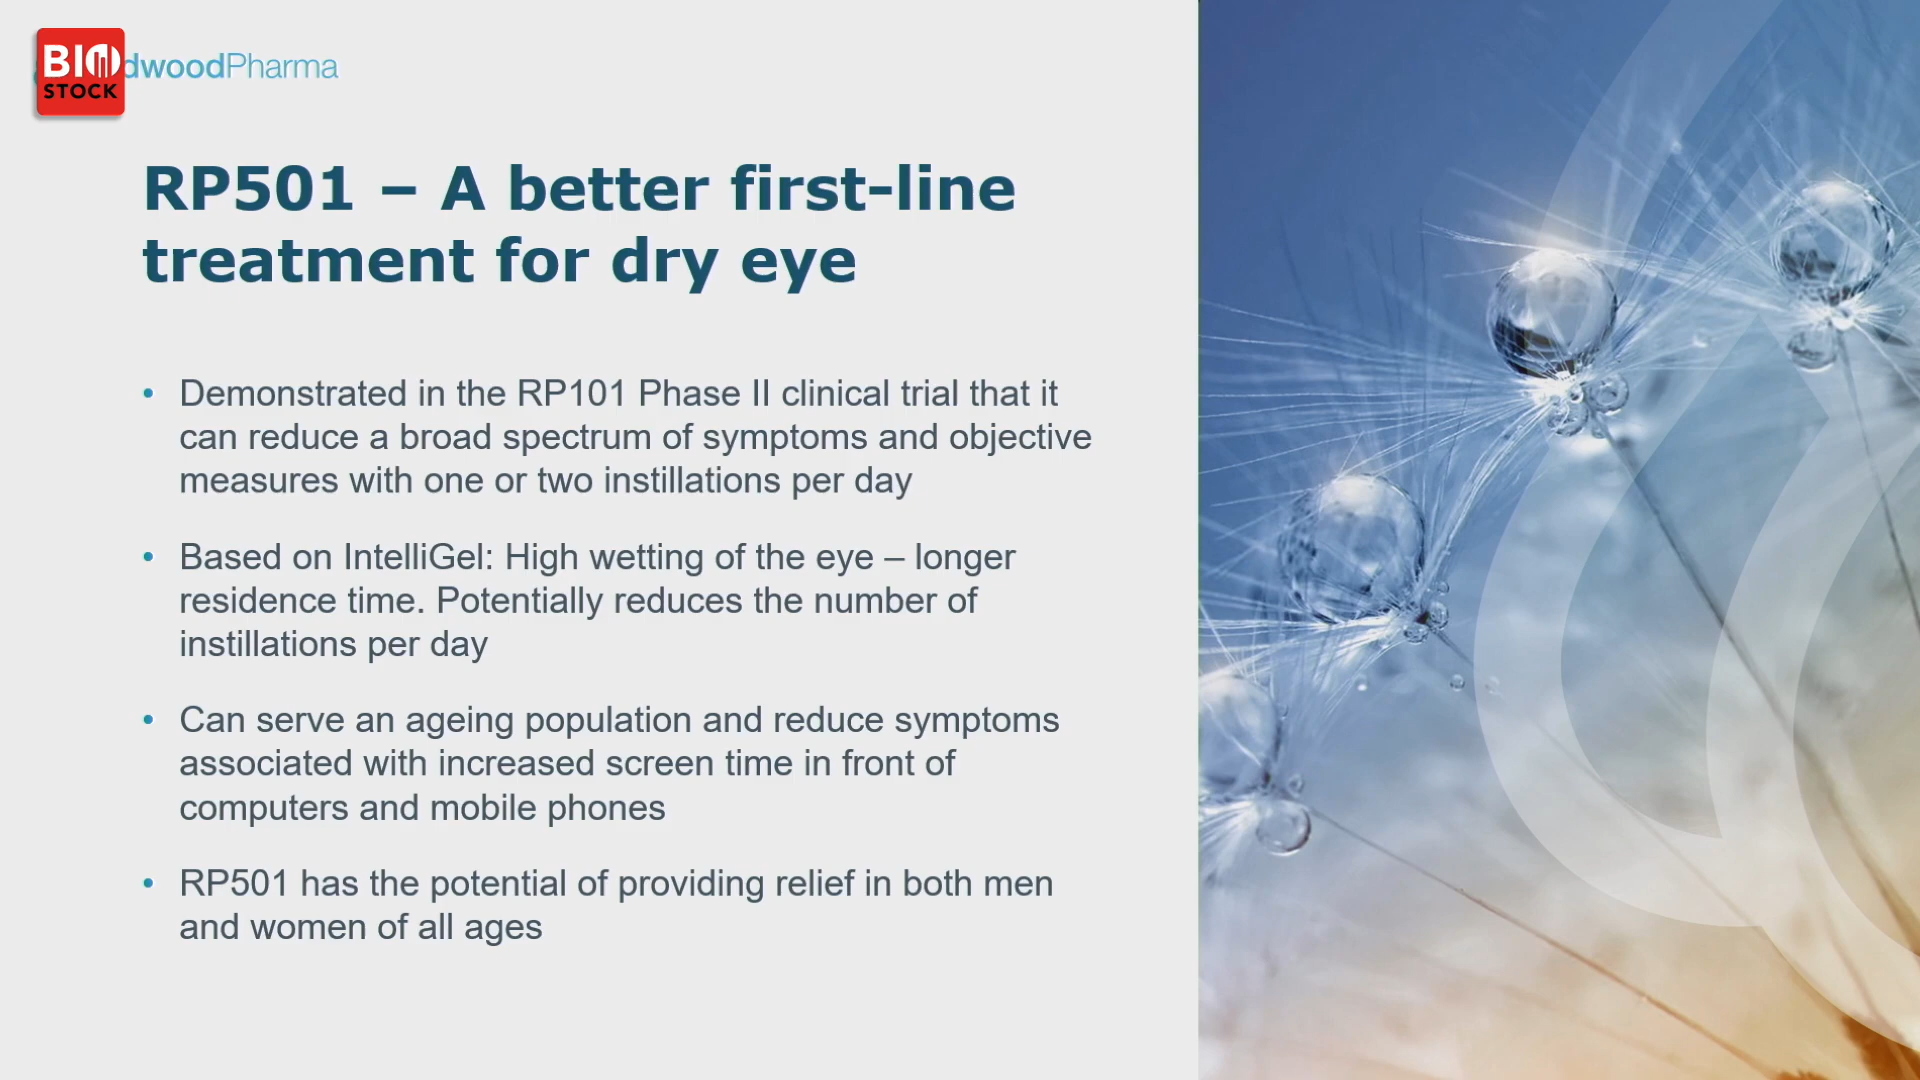 BIO
STOCK
dwoodPharma
RP501 – A better first-line
treatment for dry eye
• Demonstrated in the RP101 Phase II clinical trial that it
can reduce a broad spectrum of symptoms and objective
measures with one or two instillations per day
• Based on IntelliGel: High wetting of the eye – longer
residence time. Potentially reduces the number of
instillations per day
• Can serve an ageing population and reduce symptoms
associated with increased screen time in front of
computers and mobile phones
• RP501 has the potential of providing relief in both men
and women of all ages